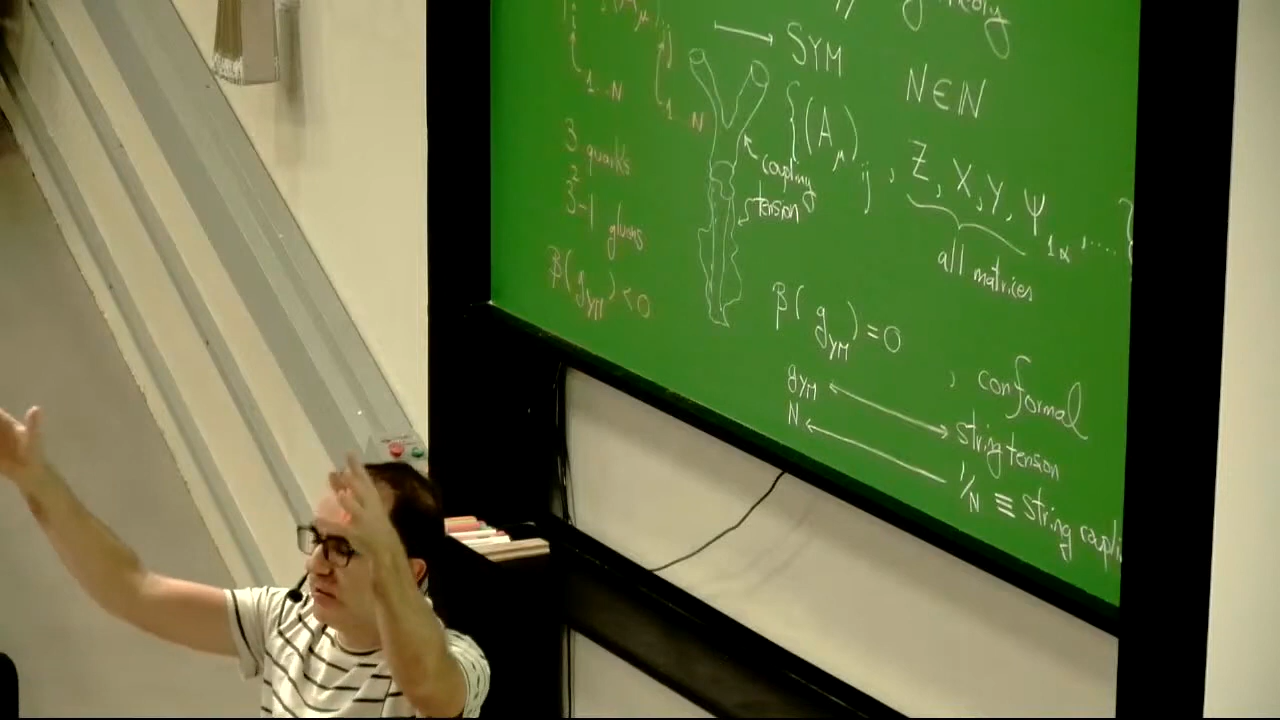 SYM
N ∈ ℕ
1...N
1...N
{(A_μ)_ij, Z, X, Y, Ψ_1α, ..... }
all matrices
coupling
tension
3 quarks
3²-1 gluons
β(g_YM) < 0
β(g_YM) = 0, conformal
g_YM ⟷ string tension
N ⟵ 1/N ≡ string coupli